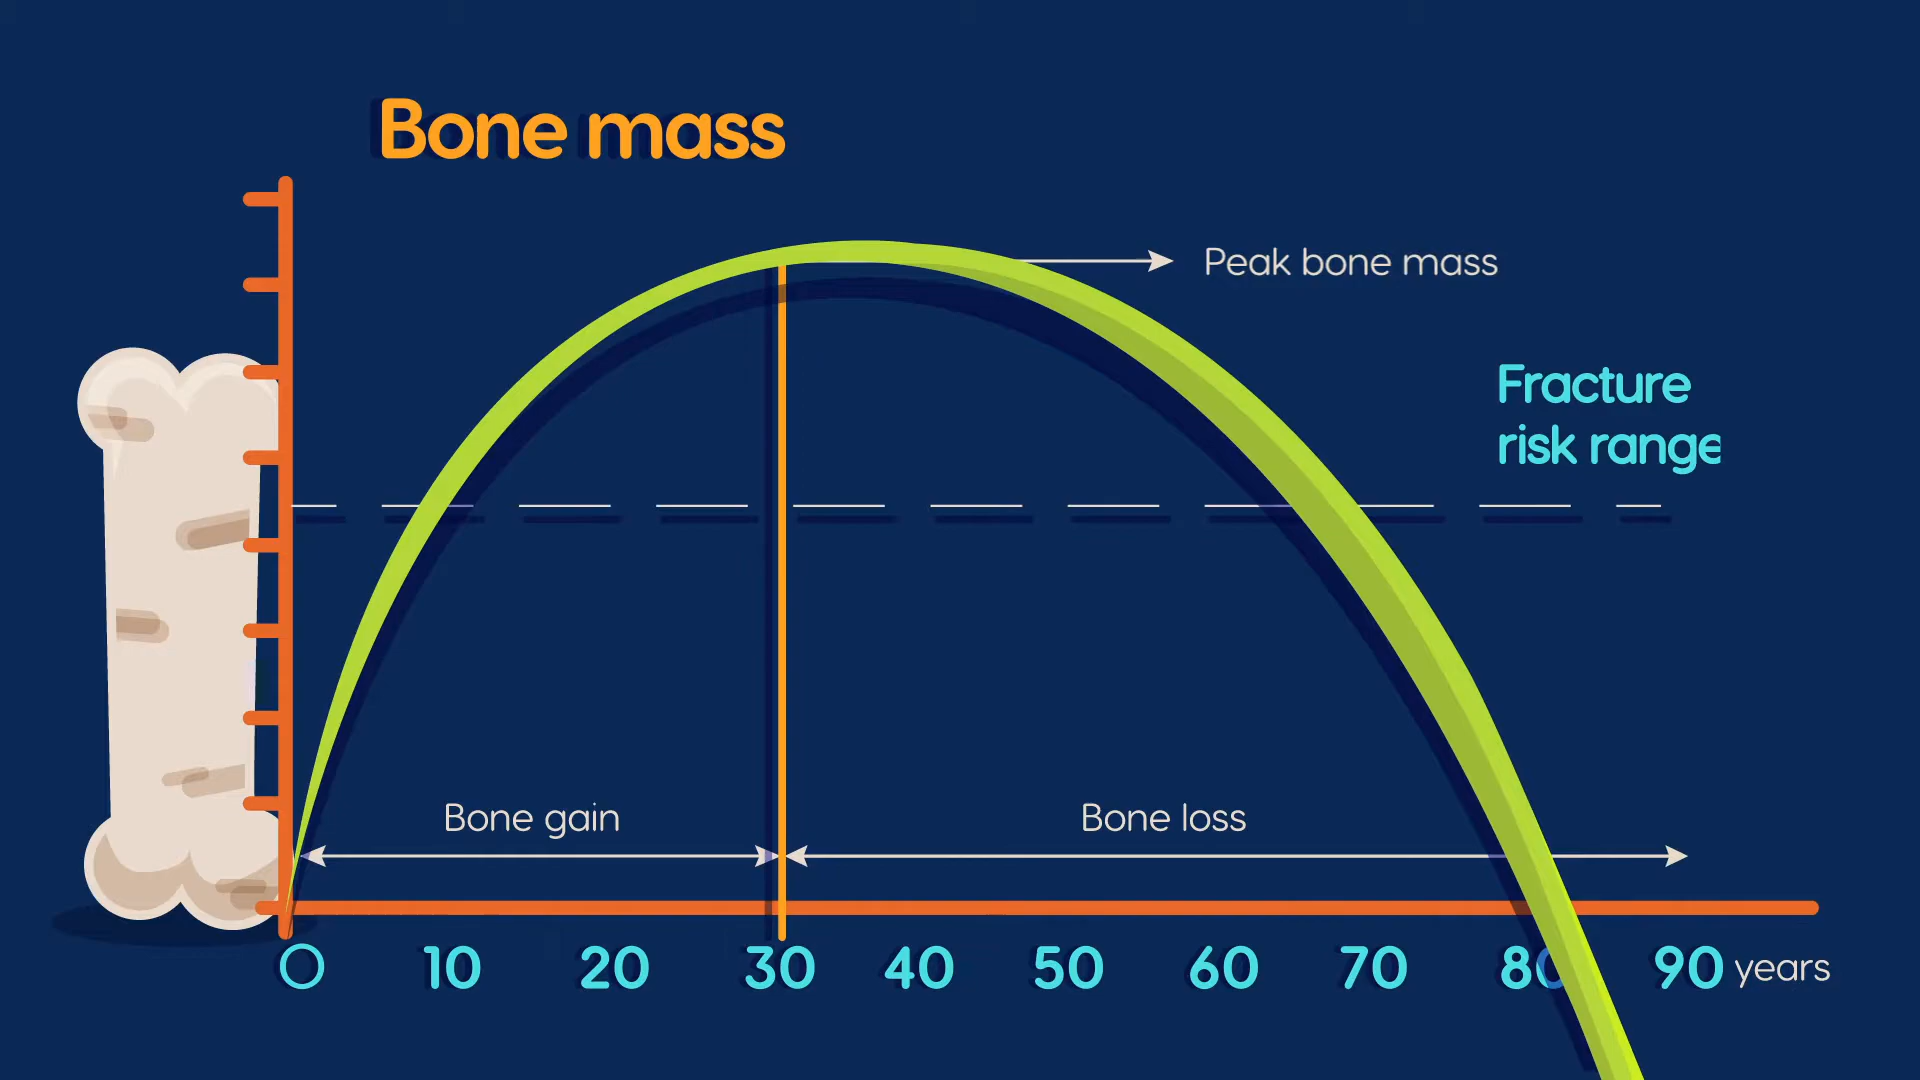 Bone mass
Peak bone mass
Fracture
risk range
Bone gain
Bone loss
0 10 20 30 40 50 60 70 80 90 years